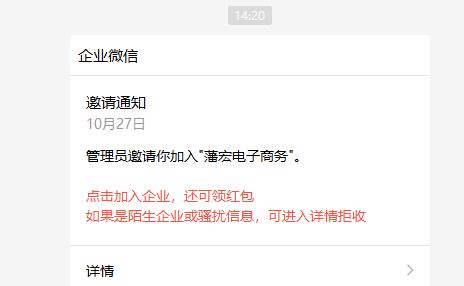 14:20
企业微信
邀请通知
10月27日
管理员邀请你加入"藩宏电子商务"。
点击加入企业，还可领红包
如果是陌生企业或骚扰信息，可进入详情拒收
详情